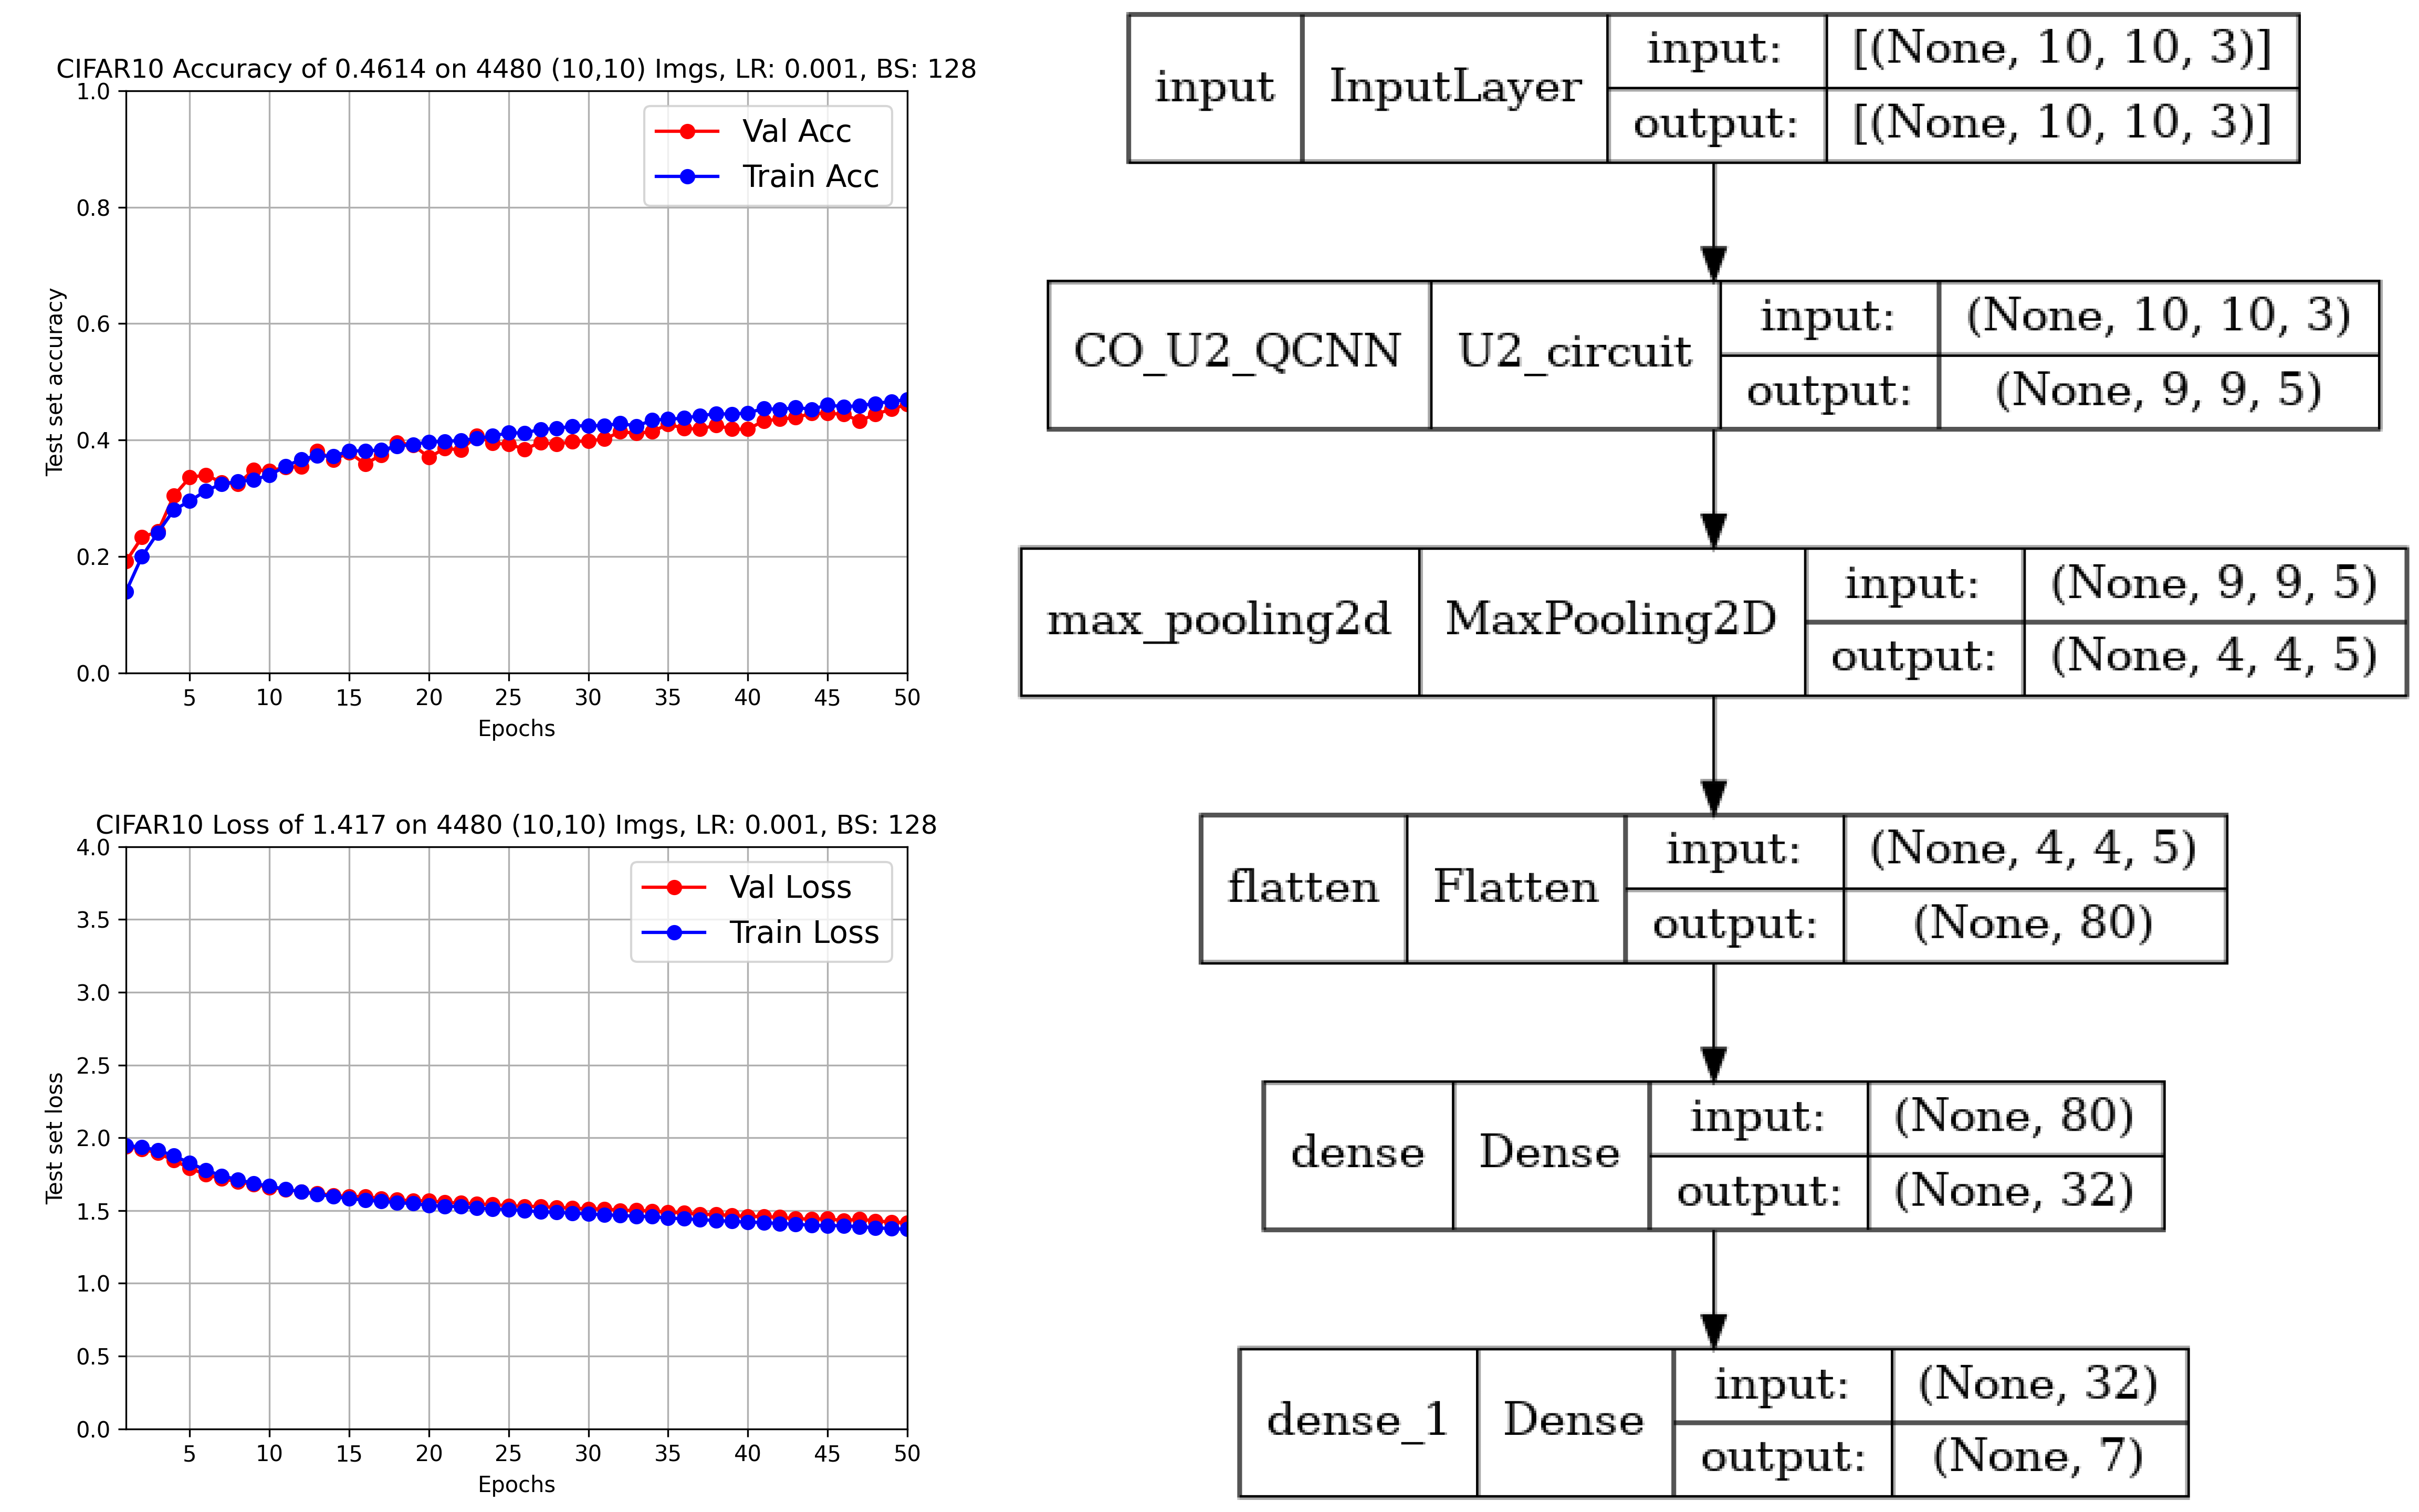 CIFAR10 Accuracy of 0.4614 on 4480 (10,10) Imgs, LR: 0.001, BS: 128
1.0
0.8
0.6
0.4
0.2
0.0
Test set accuracy
Val Acc
Train Acc
5 10 15 20 25 30 35 40 45 50
Epochs
CIFAR10 Loss of 1.417 on 4480 (10,10) Imgs, LR: 0.001, BS: 128
4.0
3.5
3.0
2.5
2.0
1.5
1.0
0.5
0.0
Test set loss
Val Loss
Train Loss
5 10 15 20 25 30 35 40 45 50
Epochs
input InputLayer
input: [(None, 10, 10, 3)]
output: [(None, 10, 10, 3)]
CO_U2_QCNN U2_circuit
input: (None, 10, 10, 3)
output: (None, 9, 9, 5)
max_pooling2d MaxPooling2D
input: (None, 9, 9, 5)
output: (None, 4, 4, 5)
flatten Flatten
input: (None, 4, 4, 5)
output: (None, 80)
dense Dense
input: (None, 80)
output: (None, 32)
dense_1 Dense
input: (None, 32)
output: (None, 7)